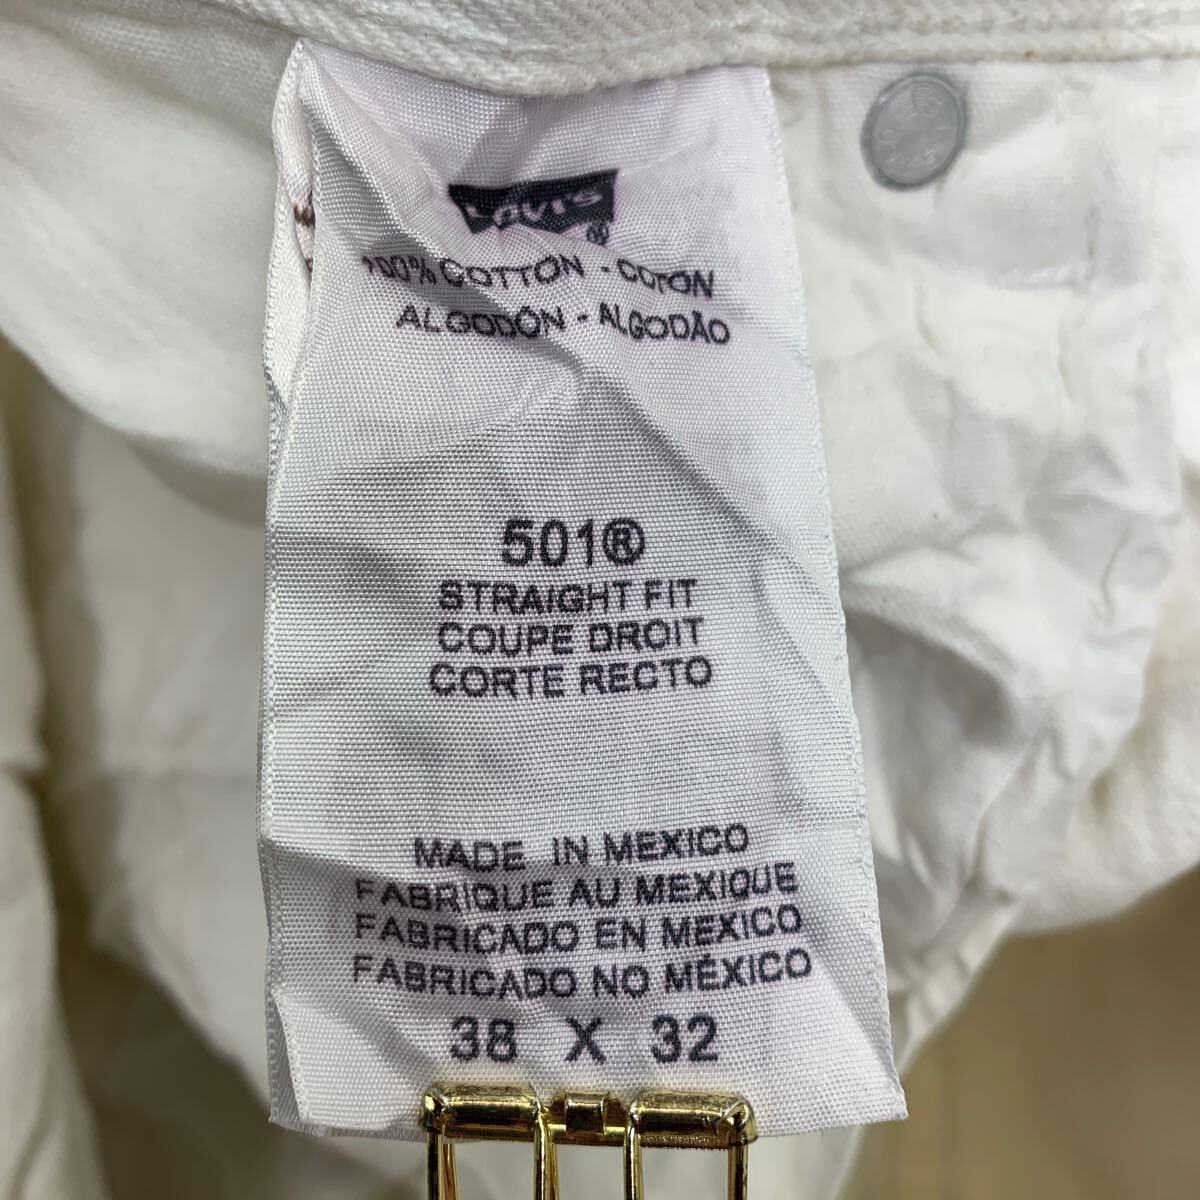 Levi's
®
100% COTTON - COTON
ALGODÓN - ALGODÃO
501®
STRAIGHT FIT
COUPE DROIT
CORTE RECTO
MADE IN MEXICO
FABRIQUE AU MEXIQUE
FABRICADO EN MEXICO
FABRICADO NO MÉXICO
38 X 32